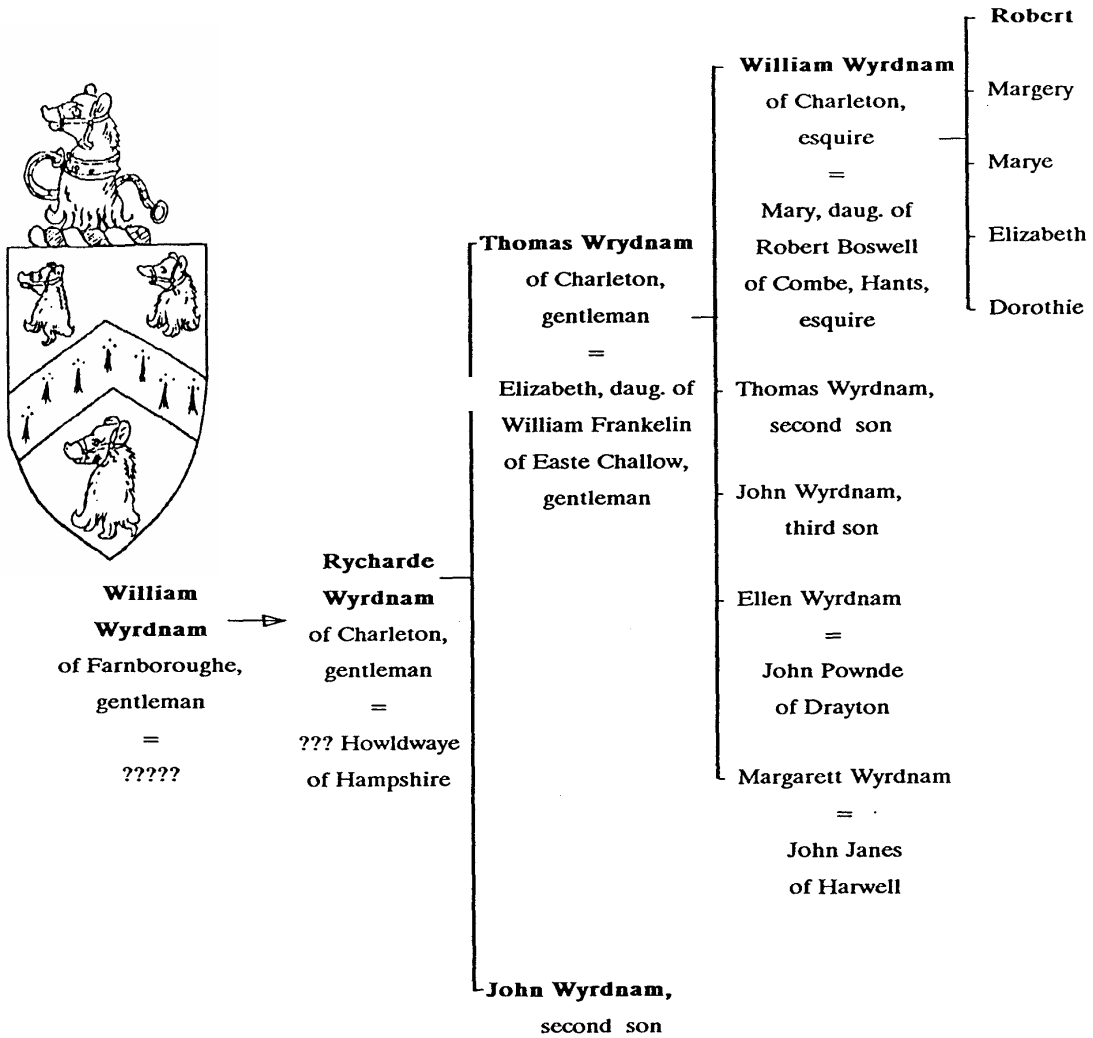 William
Wyrdnam
of Farnboroughe,
gentleman
=
?????
Rycharde
Wyrdnam
of Charleton,
gentleman
=
??? Howldwaye
of Hampshire
Thomas Wrydnam
of Charleton,
gentleman
=
Elizabeth, daug. of
William Frankelin
of Easte Challow,
gentleman
John Wyrdnam,
second son
William Wyrdnam
of Charleton,
esquire
=
Mary, daug. of
Robert Boswell
of Combe, Hants,
esquire
Thomas Wyrdnam,
second son
John Wyrdnam,
third son
Ellen Wyrdnam
=
John Pownde
of Drayton
Margarett Wyrdnam
=
John Janes
of Harwell
Robert
Margery
Marye
Elizabeth
Dorothie